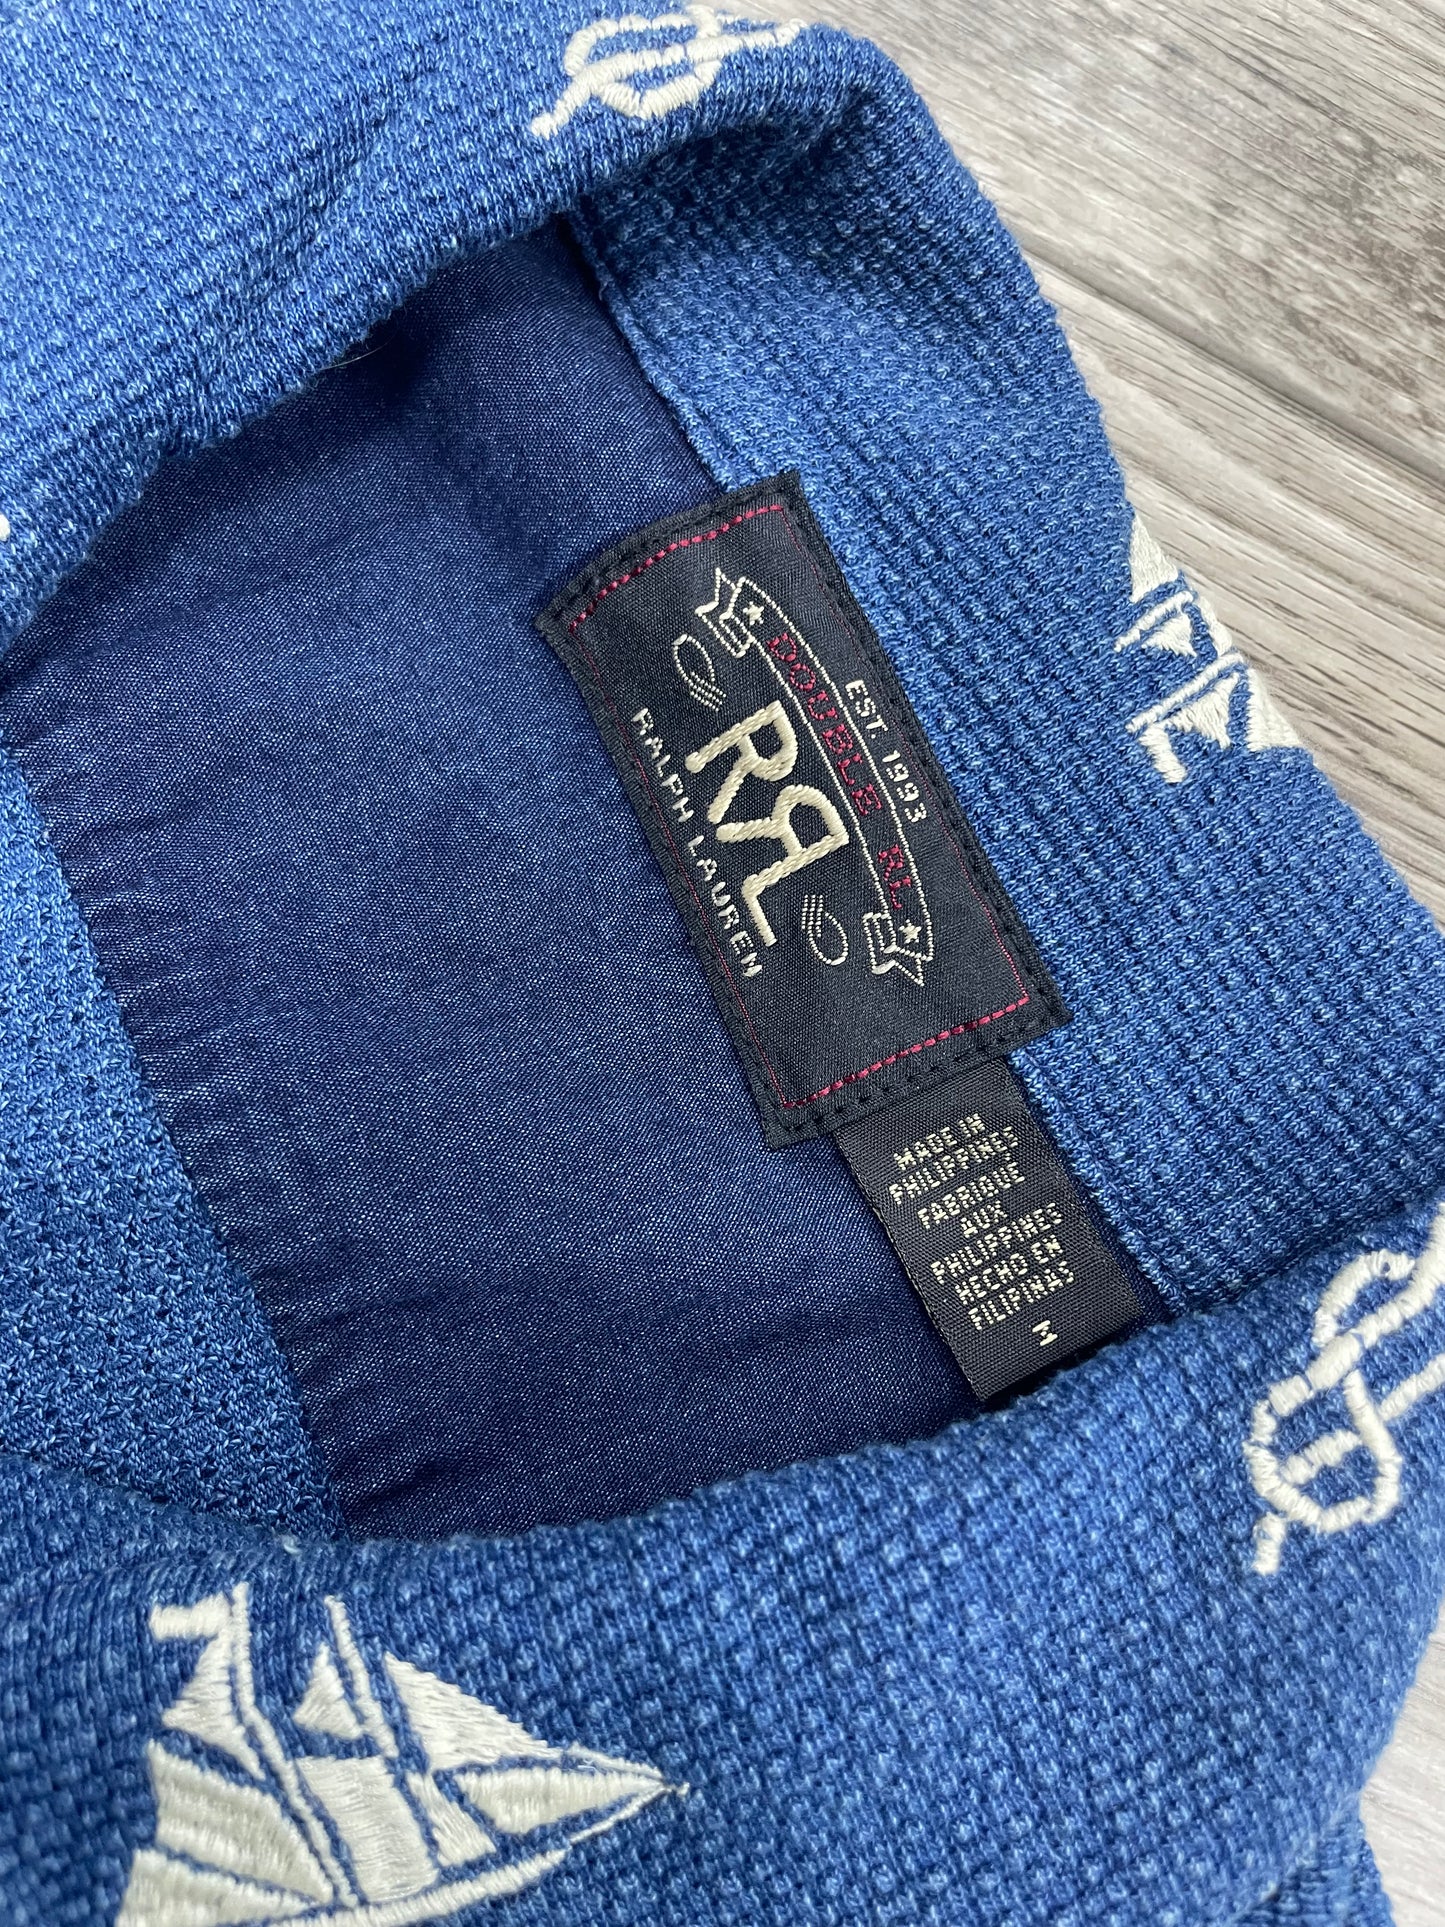 EST. 1993
DOUBLE RL
RRL
RALPH LAUREN
MADE IN
PHILIPPINES
FABRIQUE
AUX
PHILIPPINES
HECHO EN
FILIPINAS
M